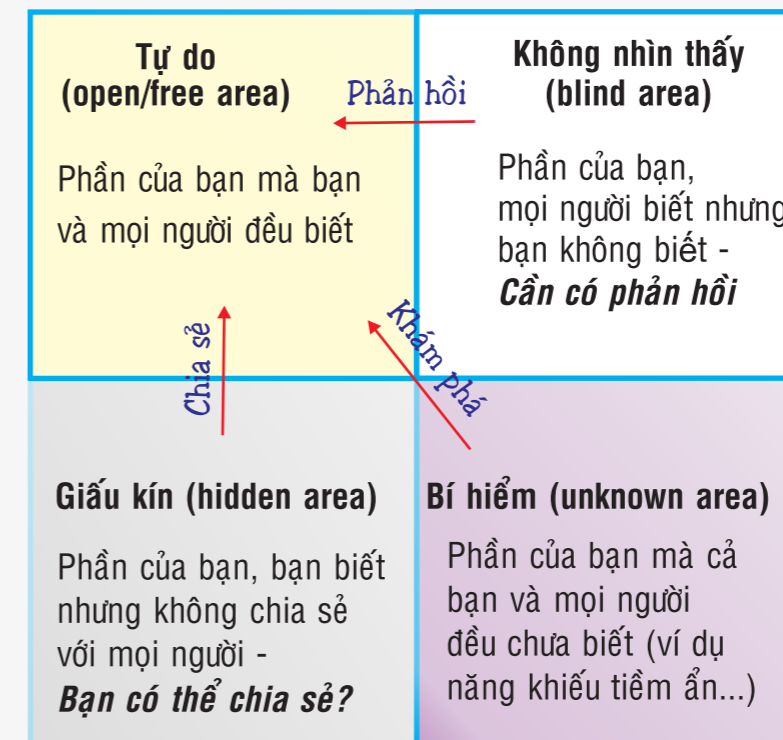 Tự do
(open/free area)
Phần của bạn mà bạn
và mọi người đều biết
Phản hồi
Không nhìn thấy
(blind area)
Phần của bạn,
mọi người biết nhưng
bạn không biết -
Cần có phản hồi
Chia sẻ
Khám phá
Giấu kín (hidden area)
Phần của bạn, bạn biết
nhưng không chia sẻ
với mọi người -
Bạn có thể chia sẻ?
Bí hiểm (unknown area)
Phần của bạn mà cả
bạn và mọi người
đều chưa biết (ví dụ
năng khiếu tiềm ẩn...)